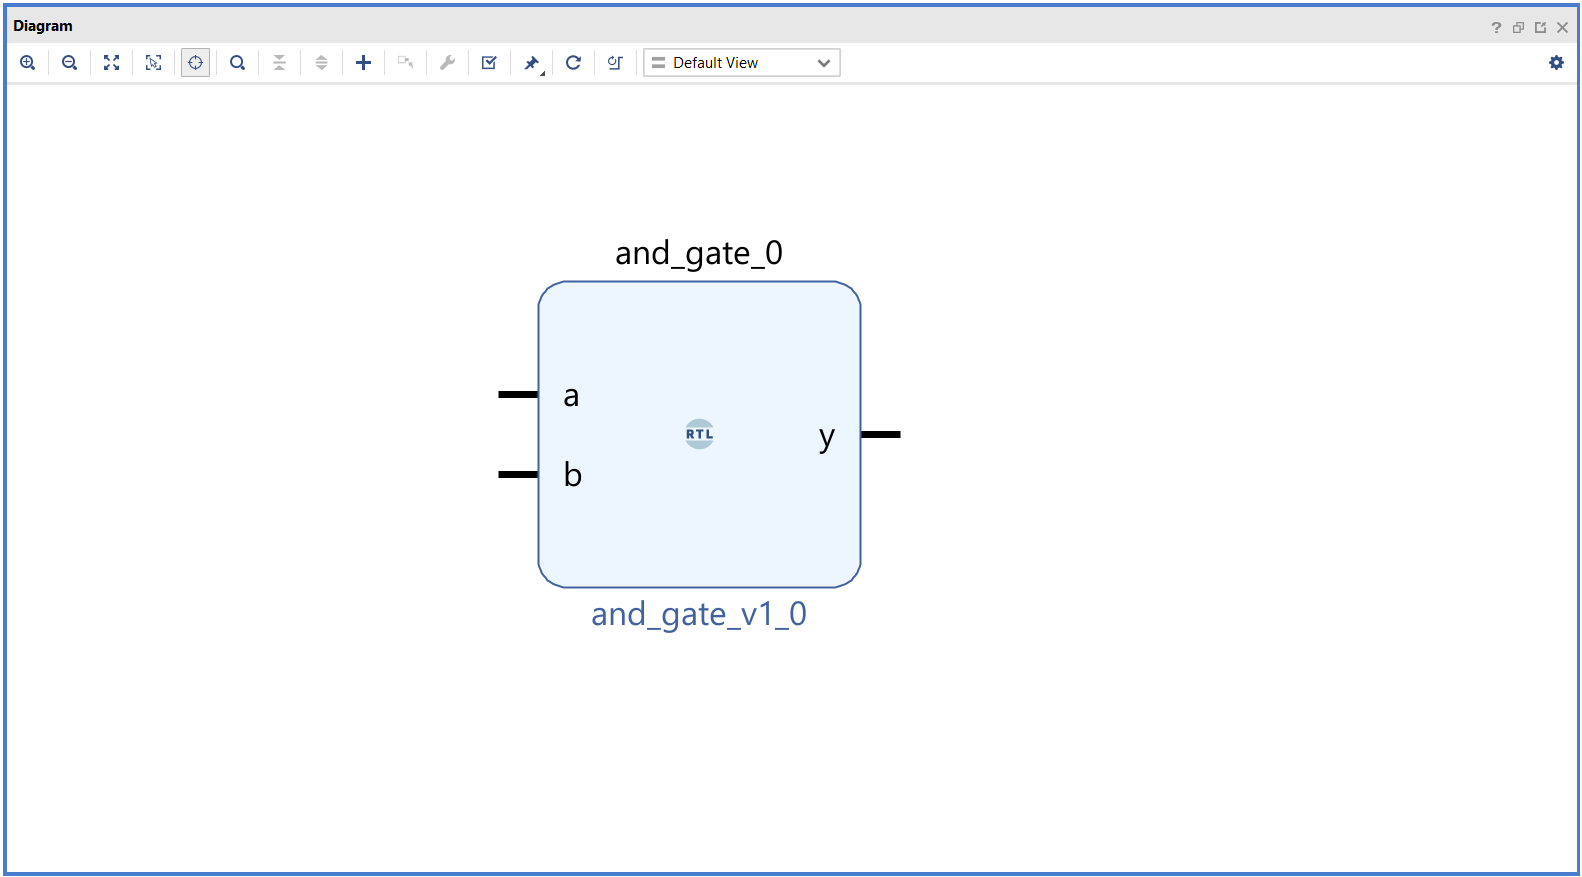 Diagram
Default View
and_gate_0
a
RTL
y
b
and_gate_v1_0